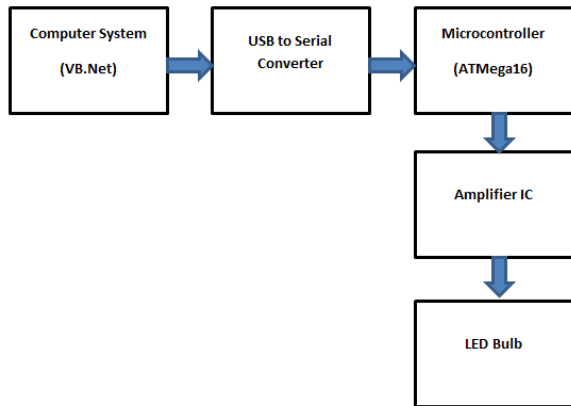 Computer System
(VB.Net)
USB to Serial
Converter
Microcontroller
(ATMega16)
Amplifier IC
LED Bulb